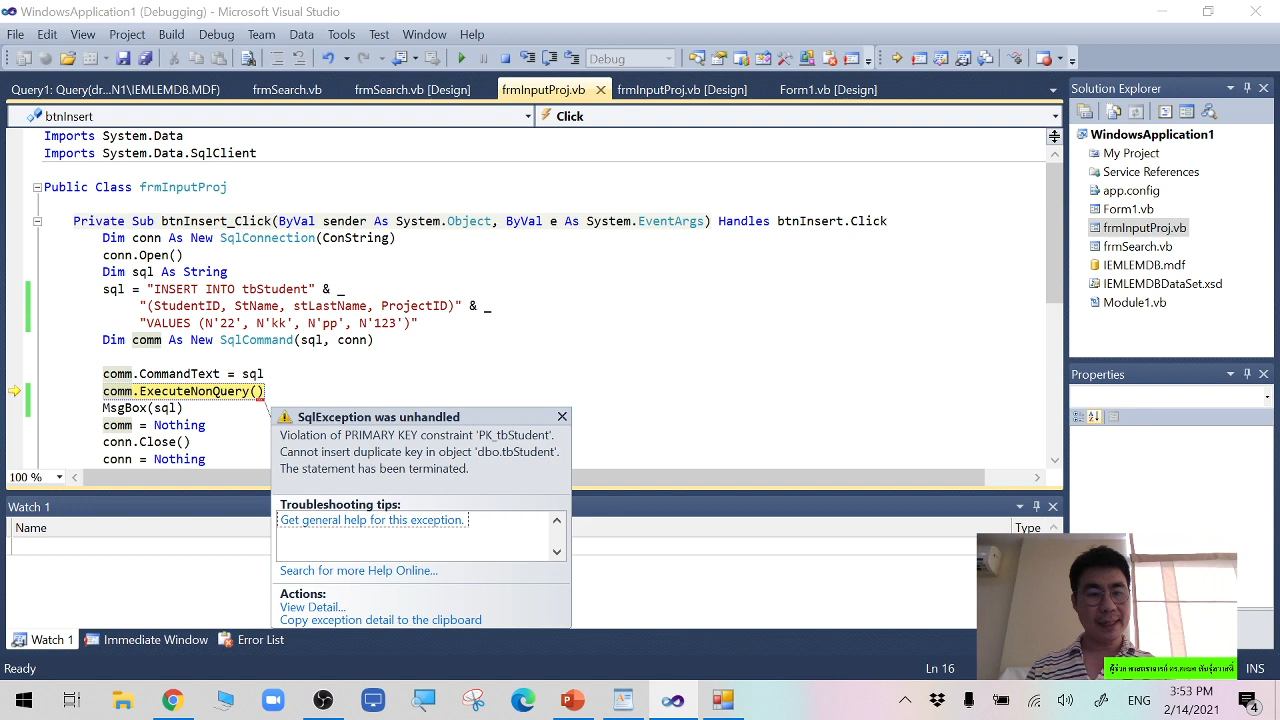 WindowsApplication1 (Debugging) - Microsoft Visual Studio
File Edit View Project Build Debug Team Data Tools Test Window Help
Debug
Query1: Query(dr...N1\IEMLEMDB.MDF) frmSearch.vb frmSearch.vb [Design] frmInputProj.vb frmInputProj.vb [Design] Form1.vb [Design]
btnInsert Click
Imports System.Data
Imports System.Data.SqlClient
Public Class frmInputProj
Private Sub btnInsert_Click(ByVal sender As System.Object, ByVal e As System.EventArgs) Handles btnInsert.Click
Dim conn As New SqlConnection(ConString)
conn.Open()
Dim sql As String
sql = "INSERT INTO tbStudent" & _
"(StudentID, StName, stLastName, ProjectID)" & _
"VALUES (N'22', N'kk', N'pp', N'123')"
Dim comm As New SqlCommand(sql, conn)
comm.CommandText = sql
comm.ExecuteNonQuery()
MsgBox(sql)
comm = Nothing
conn.Close()
conn = Nothing
100 %
SqlException was unhandled
Violation of PRIMARY KEY constraint 'PK_tbStudent'.
Cannot insert duplicate key in object 'dbo.tbStudent'.
The statement has been terminated.
Troubleshooting tips:
Get general help for this exception.
Search for more Help Online...
Actions:
View Detail...
Copy exception detail to the clipboard
Watch 1
Name Type
Watch 1 Immediate Window Error List
Solution Explorer
WindowsApplication1
My Project
Service References
app.config
Form1.vb
frmInputProj.vb
frmSearch.vb
IEMLEMDB.mdf
IEMLEMDBDataSet.xsd
Module1.vb
Properties
Ready Ln 16 INS
ENG
3:53 PM
2/14/2021
4